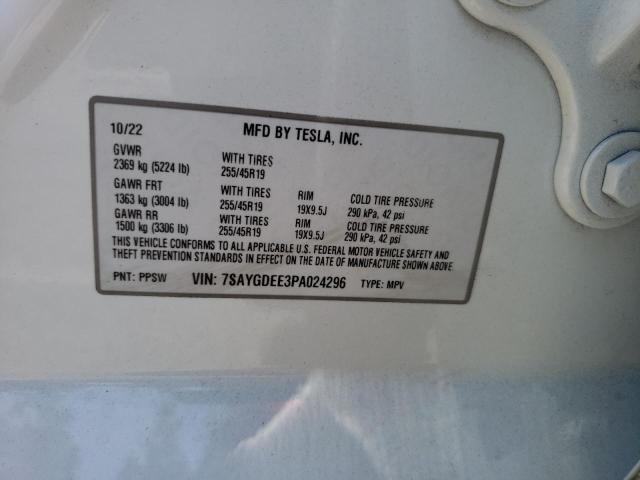 10/22 MFD BY TESLA, INC.
GVWR
2369 kg (5224 lb) WITH TIRES 255/45R19
GAWR FRT
1363 kg (3004 lb) WITH TIRES 255/45R19 RIM 19X9.5J COLD TIRE PRESSURE 290 kPa, 42 psi
GAWR RR
1500 kg (3306 lb) WITH TIRES 255/45R19 RIM 19X9.5J COLD TIRE PRESSURE 290 kPa, 42 psi
THIS VEHICLE CONFORMS TO ALL APPLICABLE U.S. FEDERAL MOTOR VEHICLE SAFETY AND
THEFT PREVENTION STANDARDS IN EFFECT ON THE DATE OF MANUFACTURE SHOWN ABOVE.
PNT: PPSW VIN: 7SAYGDEE3PA024296 TYPE: MPV